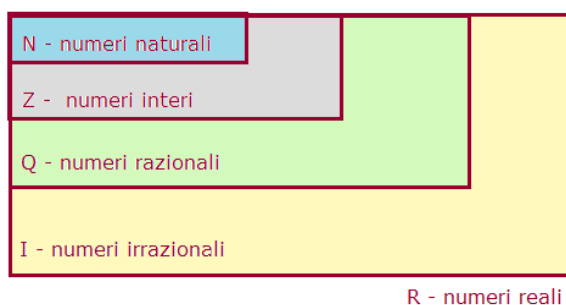 N - numeri naturali
Z - numeri interi
Q - numeri razionali
I - numeri irrazionali
R - numeri reali